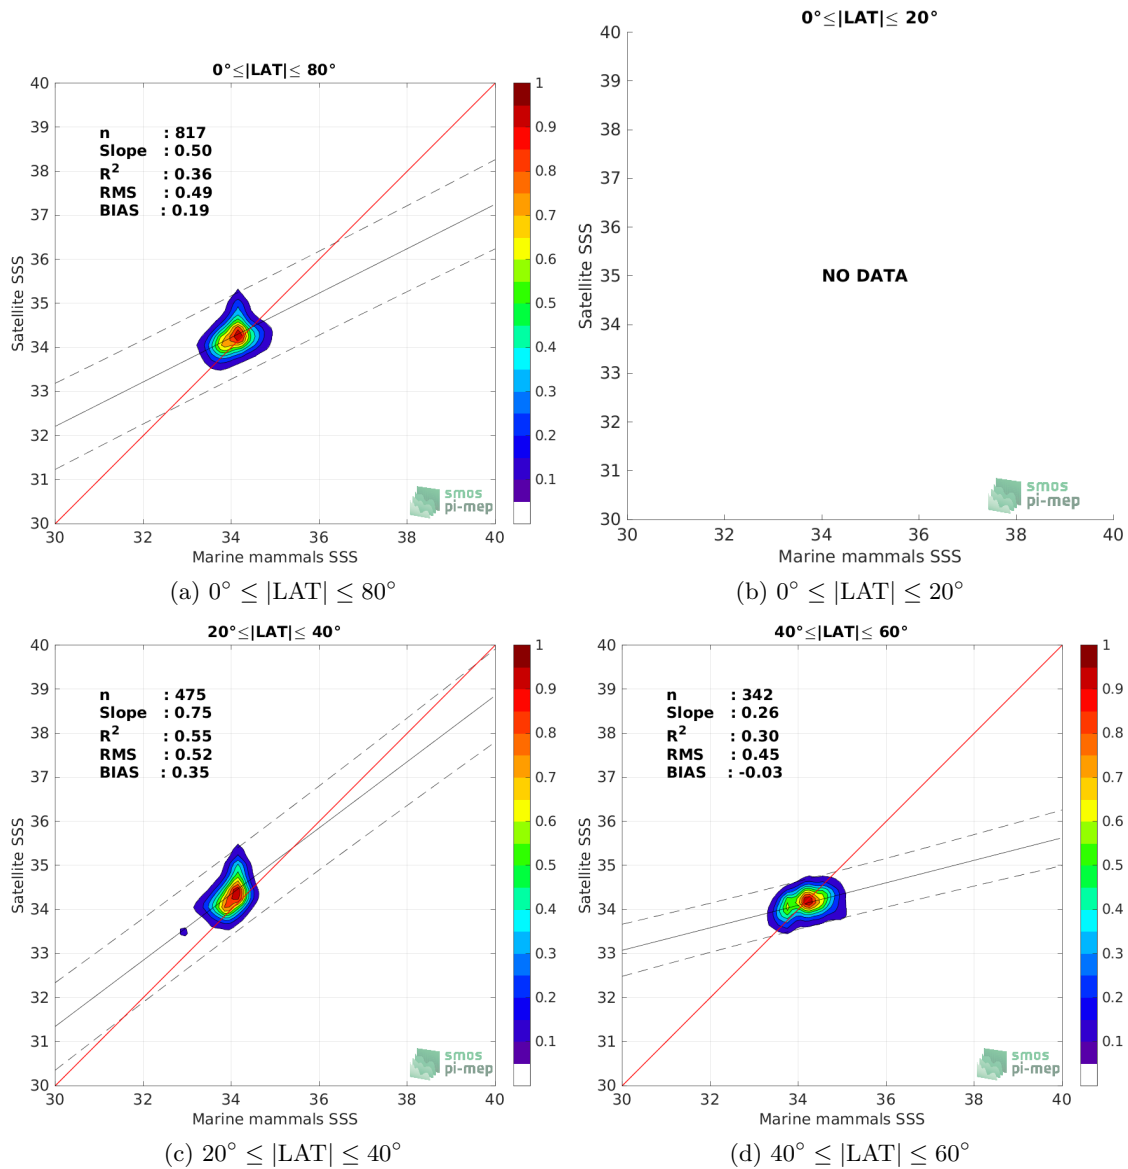 0°≤|LAT|≤ 80°
40
39
38
37
36
35
34
33
32
31
30
Satellite SSS
n : 817
Slope : 0.50
R² : 0.36
RMS : 0.49
BIAS : 0.19
smos
pi-mep
1
0.9
0.8
0.7
0.6
0.5
0.4
0.3
0.2
0.1
30 32 34 36 38 40
Marine mammals SSS
(a) 0° ≤ |LAT| ≤ 80°
0°≤|LAT|≤ 20°
40
39
38
37
36
35
34
33
32
31
30
Satellite SSS
NO DATA
smos
pi-mep
30 32 34 36 38 40
Marine mammals SSS
(b) 0° ≤ |LAT| ≤ 20°
20°≤|LAT|≤ 40°
40
39
38
37
36
35
34
33
32
31
30
Satellite SSS
n : 475
Slope : 0.75
R² : 0.55
RMS : 0.52
BIAS : 0.35
smos
pi-mep
1
0.9
0.8
0.7
0.6
0.5
0.4
0.3
0.2
0.1
30 32 34 36 38 40
Marine mammals SSS
(c) 20° ≤ |LAT| ≤ 40°
40°≤|LAT|≤ 60°
40
39
38
37
36
35
34
33
32
31
30
Satellite SSS
n : 342
Slope : 0.26
R² : 0.30
RMS : 0.45
BIAS : -0.03
smos
pi-mep
1
0.9
0.8
0.7
0.6
0.5
0.4
0.3
0.2
0.1
30 32 34 36 38 40
Marine mammals SSS
(d) 40° ≤ |LAT| ≤ 60°